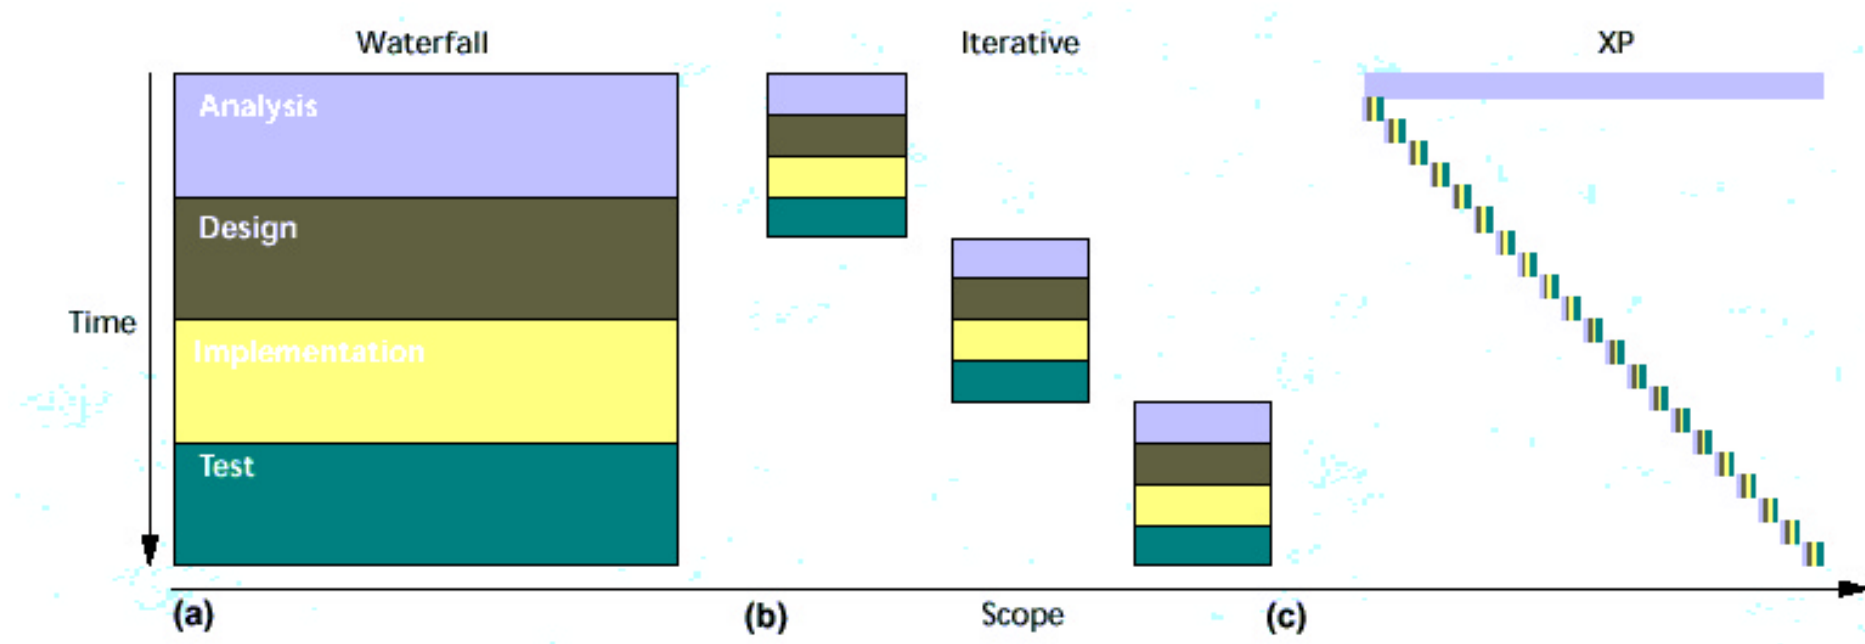 Waterfall
Iterative
XP
Analysis
Design
Time
Implementation
Test
(a)
(b)
Scope
(c)